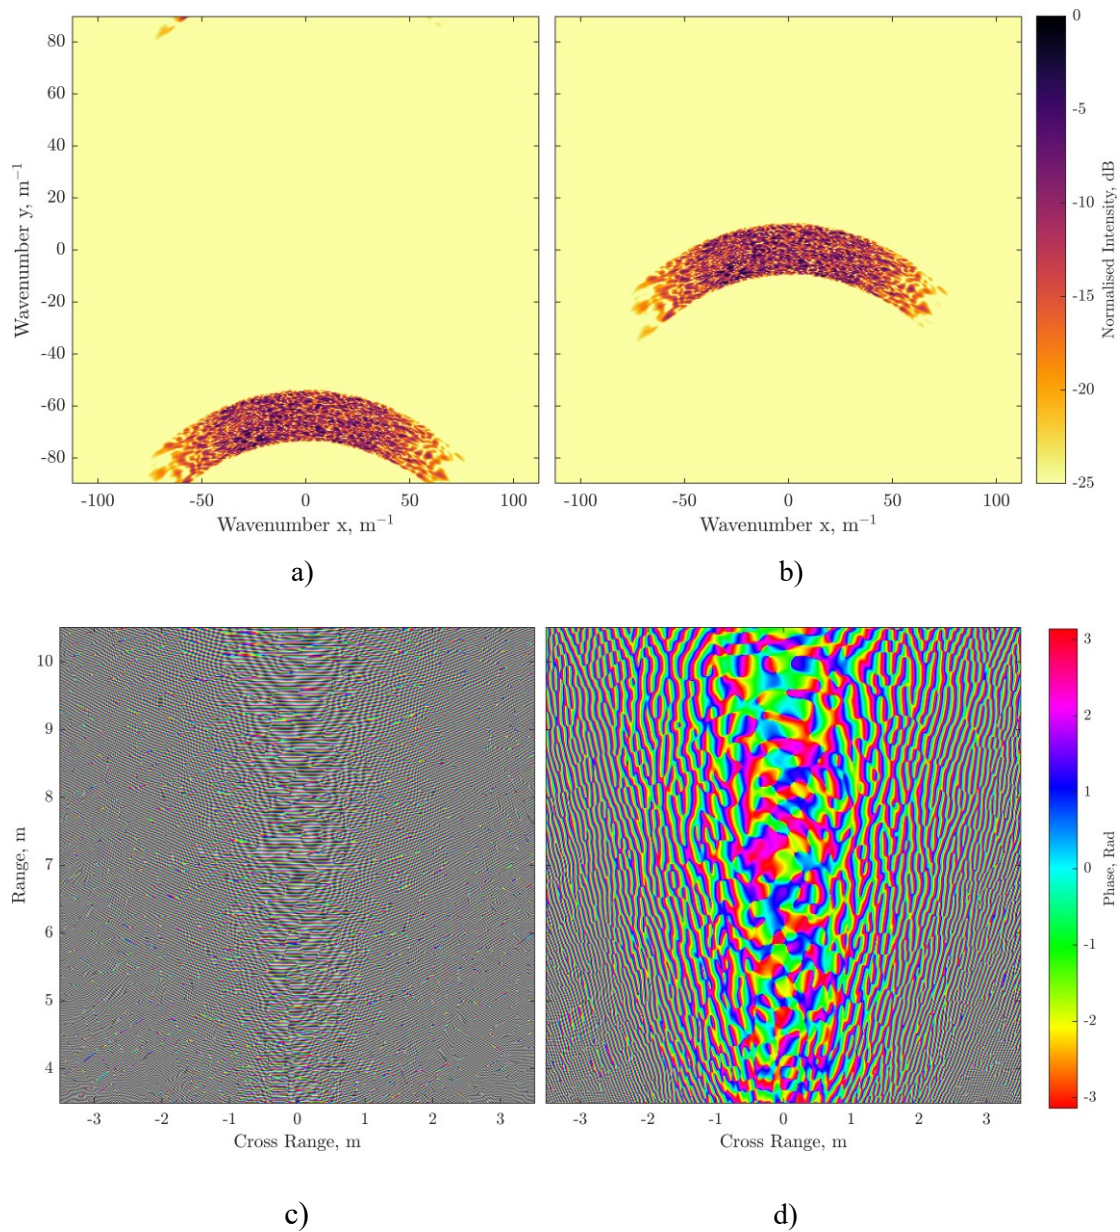 80
60
40
20
0
-20
-40
-60
-80
Wavenumber y, m−1
-100 -50 0 50 100
Wavenumber x, m−1
-100 -50 0 50 100
Wavenumber x, m−1
0
-5
-10
-15
-20
-25
Normalised Intensity, dB
a) b)
10
9
8
7
6
5
4
Range, m
-3 -2 -1 0 1 2 3
Cross Range, m
-3 -2 -1 0 1 2 3
Cross Range, m
3
2
1
0
-1
-2
-3
Phase, Rad
c) d)